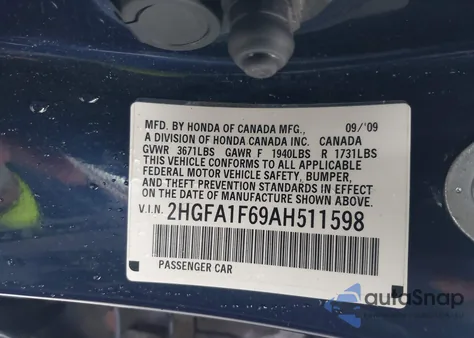 MFD. BY HONDA OF CANADA MFG., 09/'09
A DIVISION OF HONDA CANADA INC. CANADA
GVWR 3671LBS GAWR F 1940LBS R 1731LBS
THIS VEHICLE CONFORMS TO ALL APPLICABLE
FEDERAL MOTOR VEHICLE SAFETY, BUMPER,
AND THEFT PREVENTION STANDARDS IN EFFECT
ON THE DATE OF MANUFACTURE SHOWN ABOVE.
V.I.N. 2HGFA1F69AH511598
PASSENGER CAR
autoSnap